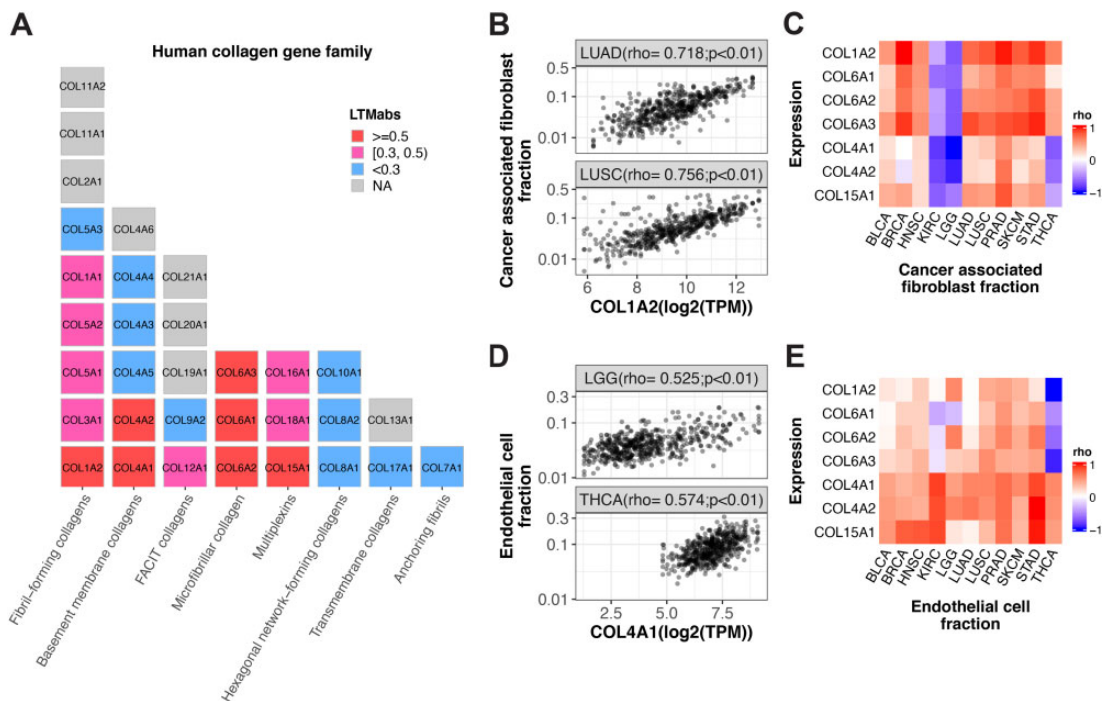 A
Human collagen gene family
COL11A2
COL11A1
COL2A1
COL5A3 COL4A6
COL1A1 COL4A4 COL21A1
COL5A2 COL4A3 COL20A1
COL5A1 COL4A5 COL19A1 COL6A3 COL16A1 COL10A1
COL3A1 COL4A2 COL9A2 COL6A1 COL18A1 COL8A2 COL13A1
COL1A2 COL4A1 COL12A1 COL6A2 COL15A1 COL8A1 COL17A1 COL7A1
Fibril-forming collagens
Basement membrane collagens
FACIT collagens
Microfibrillar collagen
Multiplexins
Hexagonal network-forming collagens
Transmembrane collagens
Anchoring fibrils
LTMabs
>=0.5
[0.3, 0.5)
<0.3
NA
B
Cancer associated fibroblast
fraction
LUAD(rho= 0.718;p<0.01)
0.5
0.1
0.01
LUSC(rho= 0.756;p<0.01)
0.5
0.1
0.01
6 8 10 12
COL1A2(log2(TPM))
C
Expression
COL1A2
COL6A1
COL6A2
COL6A3
COL4A1
COL4A2
COL15A1
BLCA
BRCA
HNSC
KIRC
LGG
LUAD
LUSC
PRAD
SKCM
STAD
THCA
Cancer associated
fibroblast fraction
rho
1
0
−1
D
Endothelial cell
fraction
LGG(rho= 0.525;p<0.01)
0.3
0.1
0.01
THCA(rho= 0.574;p<0.01)
0.3
0.1
0.01
2.5 5.0 7.5
COL4A1(log2(TPM))
E
Expression
COL1A2
COL6A1
COL6A2
COL6A3
COL4A1
COL4A2
COL15A1
BLCA
BRCA
HNSC
KIRC
LGG
LUAD
LUSC
PRAD
SKCM
STAD
THCA
Endothelial cell
fraction
rho
1
0
−1